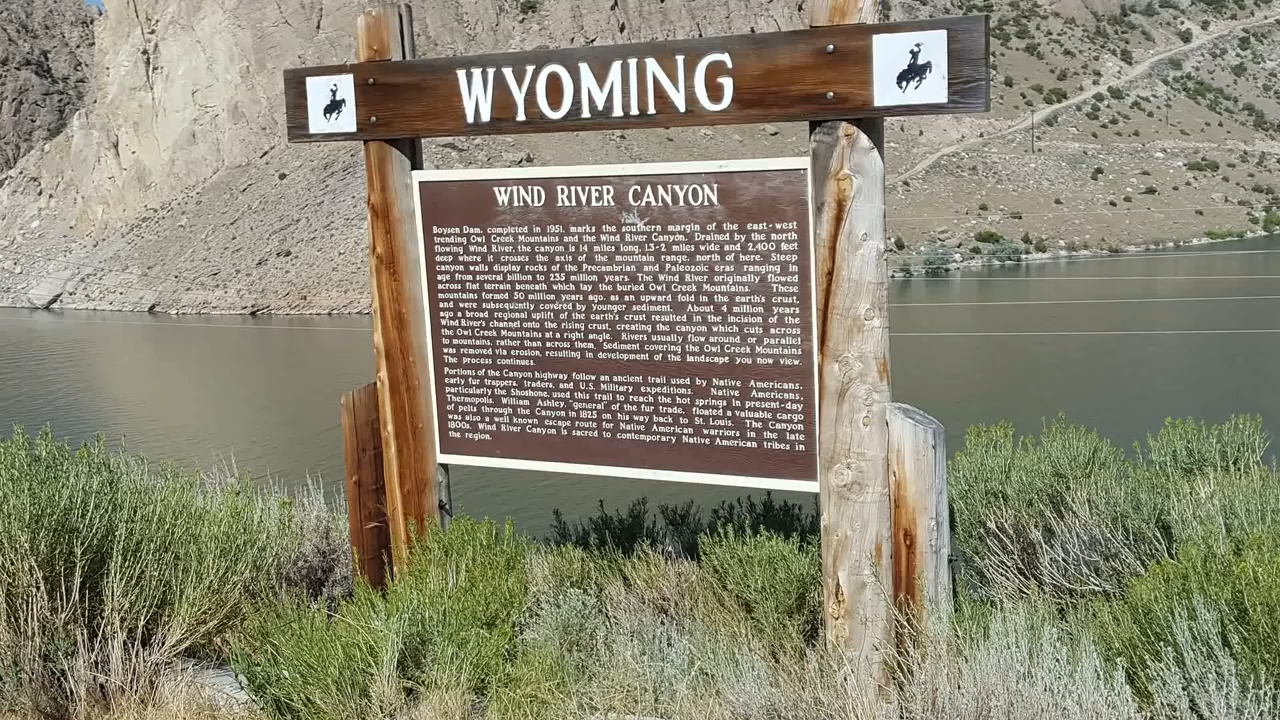 WYOMING
WIND RIVER CANYON
Boysen Dam, completed in 1951, marks the southern margin of the east-west
trending Owl Creek Mountains and the Wind River Canyon. Drained by the north
flowing Wind River, the canyon is 14 miles long, 1.5-2 miles wide and 2,400 feet
deep where it crosses the axis of the mountain range, north of here. Steep
canyon walls display rocks of the Precambrian and Paleozoic eras ranging in
age from several billion to 235 million years. The Wind River originally flowed
across flat terrain beneath which lay the buried Owl Creek Mountains. These
mountains formed 50 million years ago, as an upward fold in the earth's crust,
and were subsequently covered by younger sediment. About 4 million years
ago a broad regional uplift of the earth's crust resulted in the incision of the
Wind River's channel onto the rising crust, creating the canyon which cuts across
the Owl Creek Mountains at a right angle. Rivers usually flow around or parallel
to mountains, rather than across them. Sediment covering the Owl Creek Mountains
was removed via erosion, resulting in development of the landscape you now view.
The process continues.
Portions of the Canyon highway follow an ancient trail used by Native Americans,
early fur trappers, traders, and U.S. Military expeditions. Native Americans,
particularly the Shoshone, used this trail to reach the hot springs in present-day
Thermopolis. William Ashley, "general" of the fur trade, floated a valuable cargo
of pelts through the Canyon in 1825 on his way back to St. Louis. The Canyon
was also a well known escape route for Native American warriors in the late
1800s. Wind River Canyon is sacred to contemporary Native American tribes in
the region.